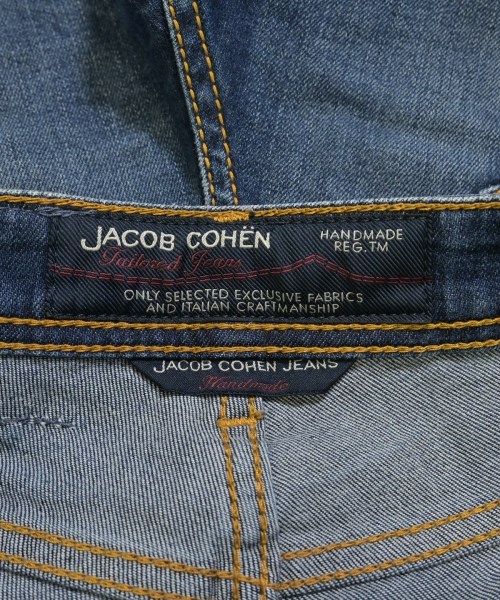 JACOB COHËN
HANDMADE
REG.TM
Tailored Jeans
ONLY SELECTED EXCLUSIVE FABRICS
AND ITALIAN CRAFTMANSHIP
JACOB COHEN JEANS
Handmade